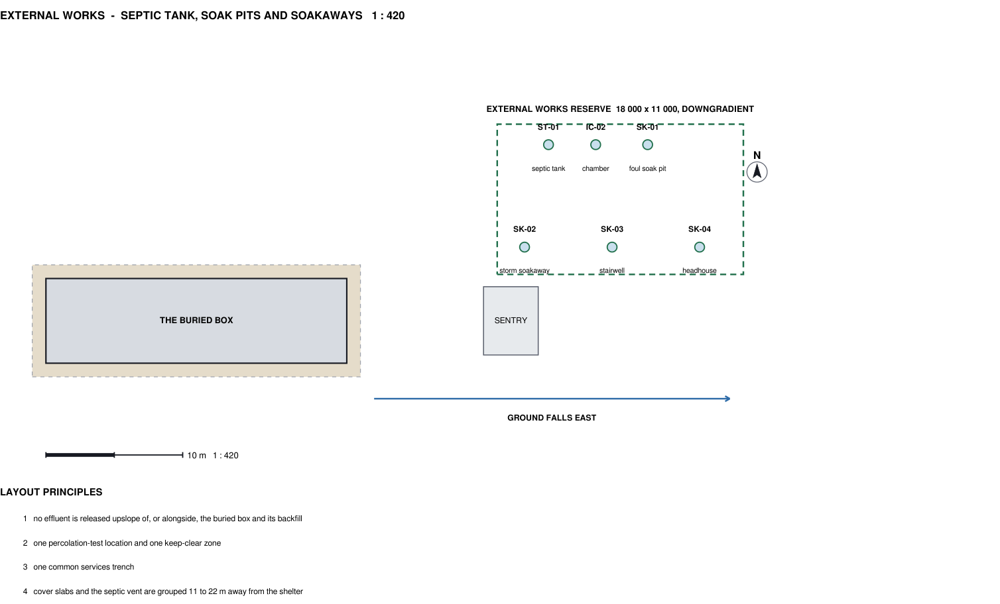 EXTERNAL WORKS - SEPTIC TANK, SOAK PITS AND SOAKAWAYS 1 : 420
EXTERNAL WORKS RESERVE 18 000 x 11 000, DOWNGRADIENT
ST-01 IC-02 SK-01
septic tank chamber foul soak pit
N
SK-02 SK-03 SK-04
storm soakaway stairwell headhouse
THE BURIED BOX
SENTRY
GROUND FALLS EAST
10 m 1 : 420
LAYOUT PRINCIPLES
1 no effluent is released upslope of, or alongside, the buried box and its backfill
2 one percolation-test location and one keep-clear zone
3 one common services trench
4 cover slabs and the septic vent are grouped 11 to 22 m away from the shelter